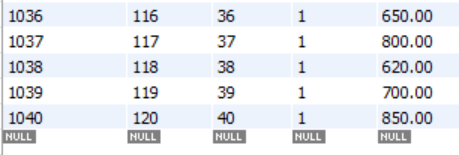 1036 116 36 1 650.00
1037 117 37 1 800.00
1038 118 38 1 620.00
1039 119 39 1 700.00
1040 120 40 1 850.00
NULL NULL NULL NULL NULL